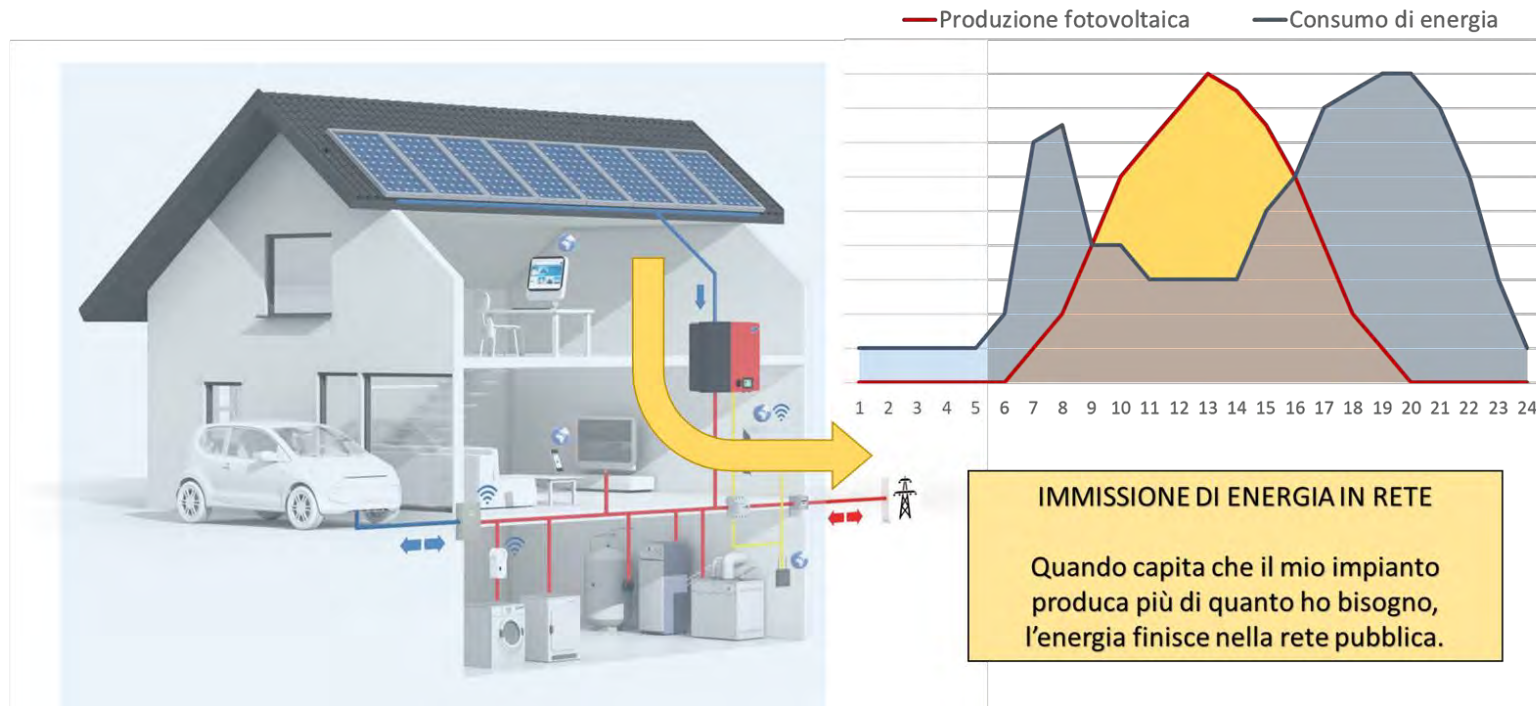 Produzione fotovoltaica
Consumo di energia
1 2 3 4 5 6 7 8 9 10 11 12 13 14 15 16 17 18 19 20 21 22 23 24
IMMISSIONE DI ENERGIA IN RETE
Quando capita che il mio impianto
produca più di quanto ho bisogno,
l'energia finisce nella rete pubblica.